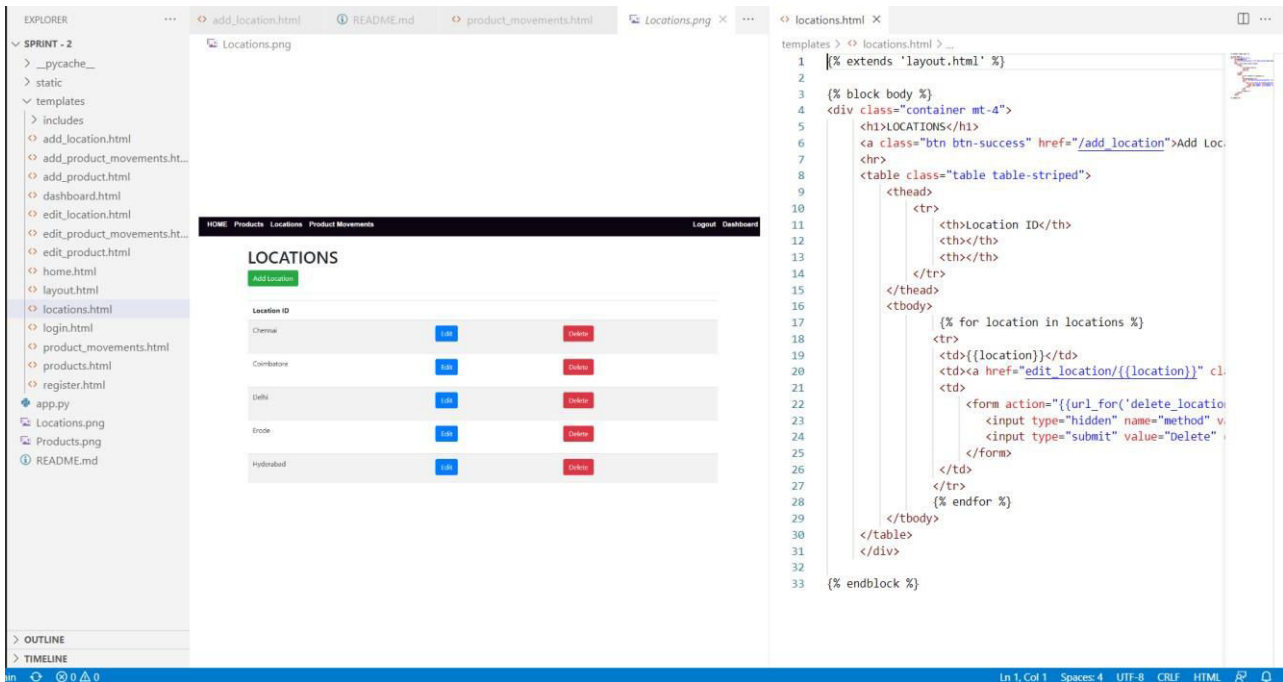 EXPLORER
SPRINT - 2
__pycache__
static
templates
includes
add_location.html
add_product_movements.ht...
add_product.html
dashboard.html
edit_location.html
edit_product_movements.ht...
edit_product.html
home.html
layout.html
locations.html
login.html
product_movements.html
products.html
register.html
app.py
Locations.png
Products.png
README.md
OUTLINE
TIMELINE
add_location.html README.md product_movements.html Locations.png
Locations.png
HOME Products Locations Product Movements Logout Dashboard
LOCATIONS
Add Location
Location ID
Chennai Edit Delete
Coimbatore Edit Delete
Delhi Edit Delete
Erode Edit Delete
Hyderabad Edit Delete
locations.html
templates > locations.html > ...
1 {% extends 'layout.html' %}
2
3 {% block body %}
4 <div class="container mt-4">
5 <h1>LOCATIONS</h1>
6 <a class="btn btn-success" href="/add_location">Add Loc
7 <hr>
8 <table class="table table-striped">
9 <thead>
10 <tr>
11 <th>Location ID</th>
12 <th></th>
13 <th></th>
14 </tr>
15 </thead>
16 <tbody>
17 {% for location in locations %}
18 <tr>
19 <td>{{location}}</td>
20 <td><a href="edit_location/{{location}}" cl
21 <td>
22 <form action="{{url_for('delete_locatio
23 <input type="hidden" name="method" v
24 <input type="submit" value="Delete"
25 </form>
26 </td>
27 </tr>
28 {% endfor %}
29 </tbody>
30 </table>
31 </div>
32
33 {% endblock %}
0 0 Ln 1, Col 1 Spaces: 4 UTF-8 CRLF HTML